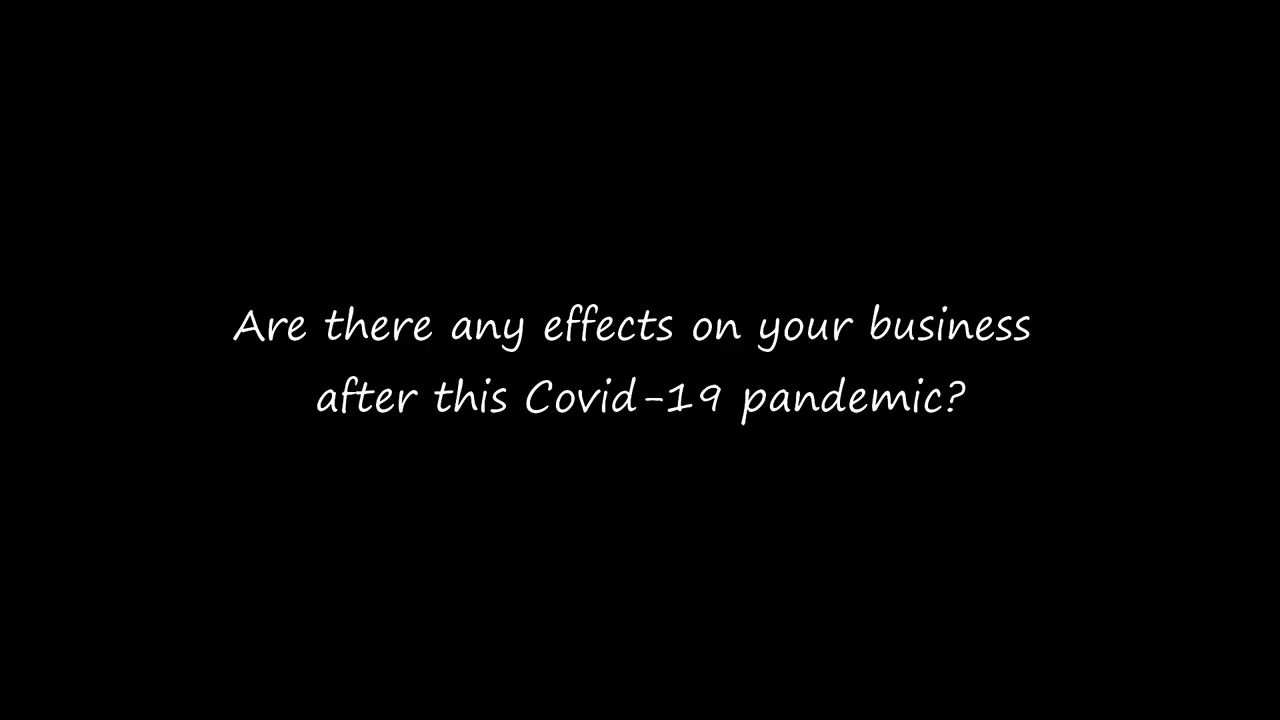 Are there any effects on your business
after this Covid-19 pandemic?